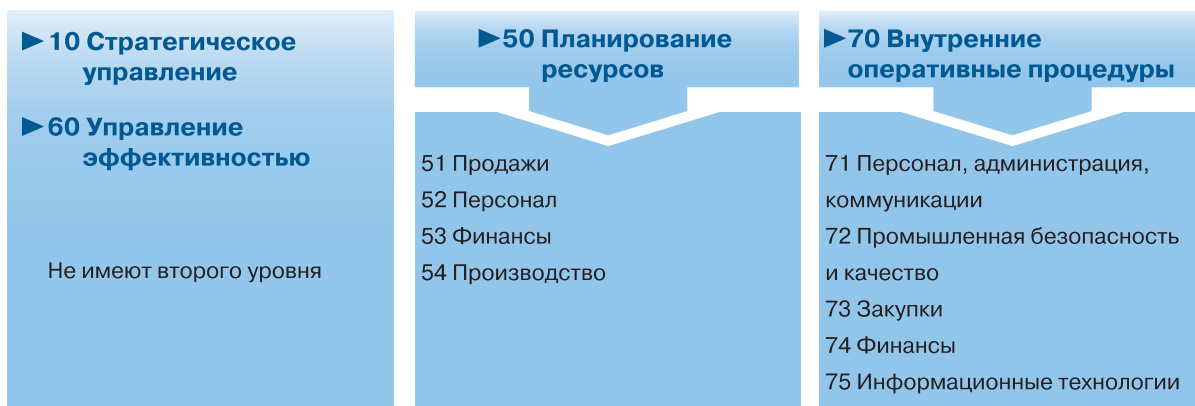 ►10 Стратегическое
управление
►60 Управление
эффективностью
Не имеют второго уровня
►50 Планирование
ресурсов
51 Продажи
52 Персонал
53 Финансы
54 Производство
►70 Внутренние
оперативные процедуры
71 Персонал, администрация,
коммуникации
72 Промышленная безопасность
и качество
73 Закупки
74 Финансы
75 Информационные технологии